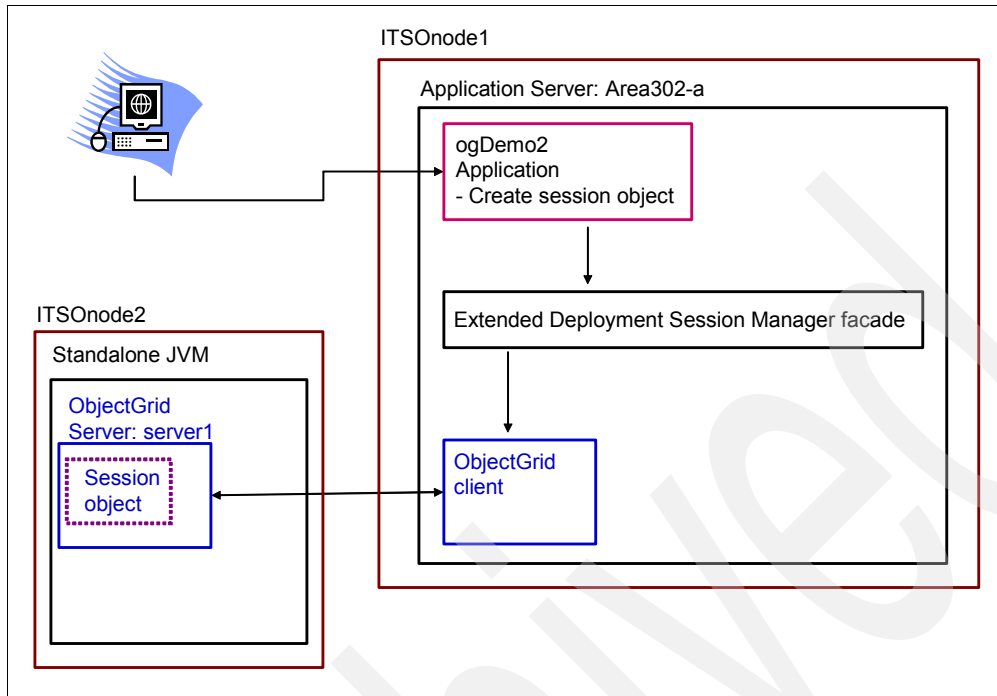 ITSOnode1
Application Server: Area302-a
ogDemo2
Application
- Create session object
Extended Deployment Session Manager facade
ITSOnode2
Standalone JVM
ObjectGrid
Server: server1
Session
object
ObjectGrid
client